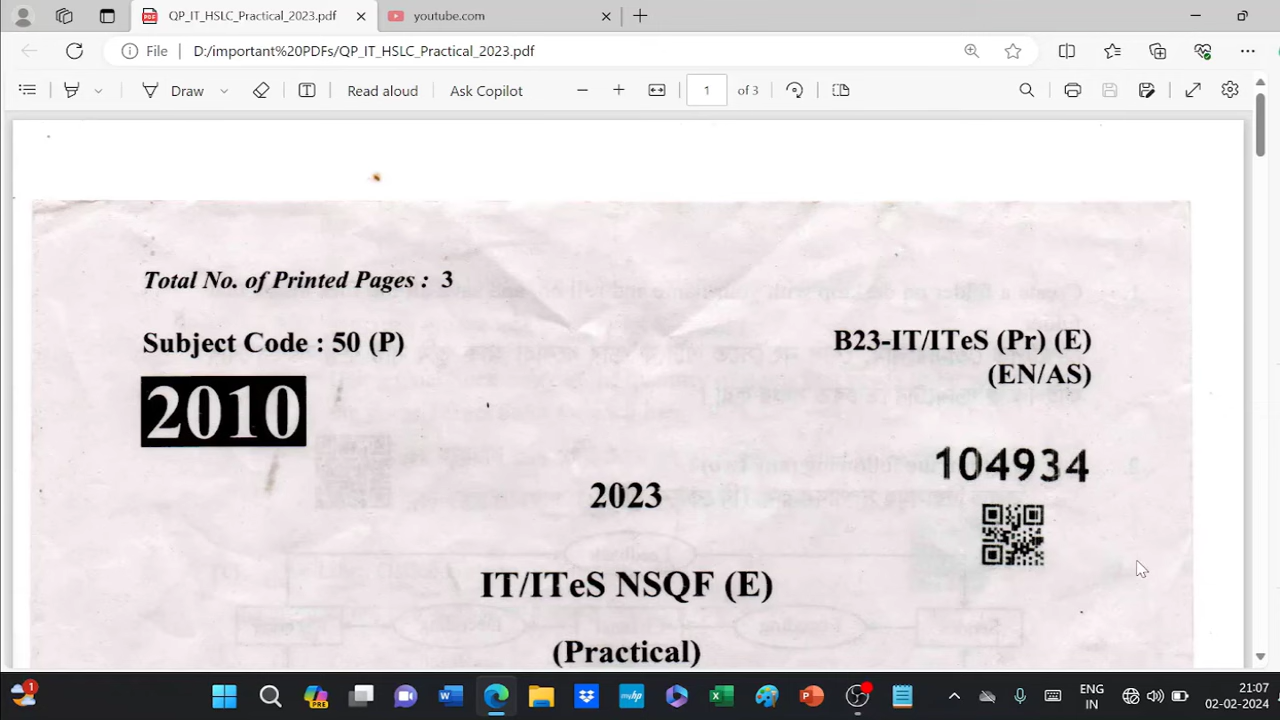 QP_IT_HSLC_Practical_2023.pdf
youtube.com
File
D:/important%20PDFs/QP_IT_HSLC_Practical_2023.pdf
Draw
Read aloud
Ask Copilot
1
of 3
Total No. of Printed Pages : 3
Subject Code : 50 (P)
B23-IT/ITeS (Pr) (E)
(EN/AS)
2010
104934
2023
IT/ITeS NSQF (E)
(Practical)
1
PRE
ENG
IN
21:07
02-02-2024